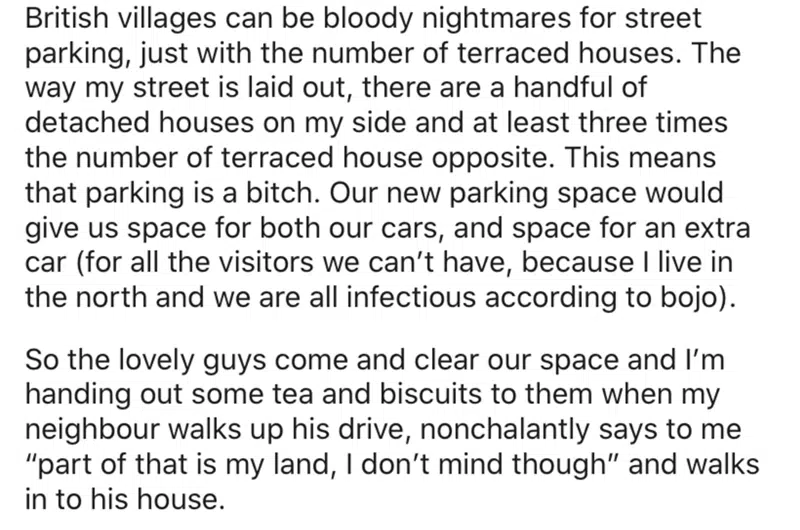 British villages can be bloody nightmares for street
parking, just with the number of terraced houses. The
way my street is laid out, there are a handful of
detached houses on my side and at least three times
the number of terraced house opposite. This means
that parking is a bitch. Our new parking space would
give us space for both our cars, and space for an extra
car (for all the visitors we can’t have, because I live in
the north and we are all infectious according to bojo).
So the lovely guys come and clear our space and I’m
handing out some tea and biscuits to them when my
neighbour walks up his drive, nonchalantly says to me
“part of that is my land, I don’t mind though” and walks
in to his house.